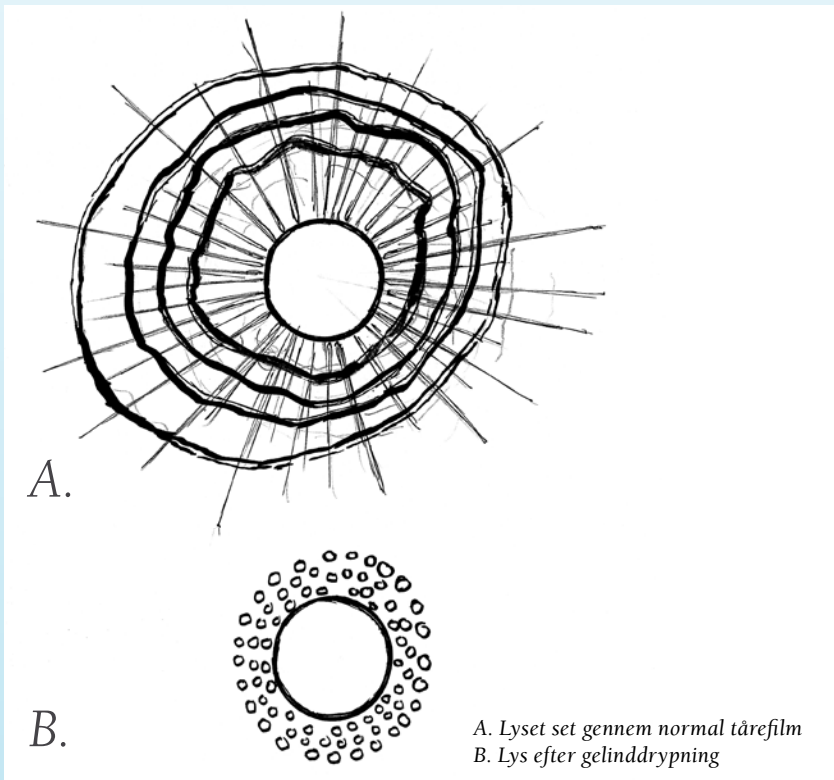 A.
B.
A. Lyset set gennem normal tårefilm
B. Lys efter gelinddrypning